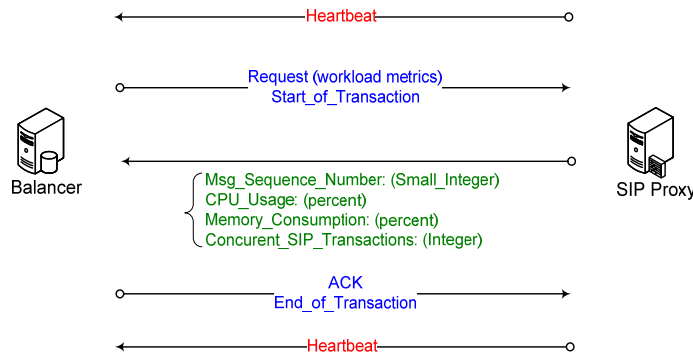 Heartbeat
Request (workload metrics)
Start_of_Transaction
Balancer
SIP Proxy
Msg_Sequence_Number: (Small_Integer)
CPU_Usage: (percent)
Memory_Consumption: (percent)
Concurent_SIP_Transactions: (Integer)
ACK
End_of_Transaction
Heartbeat